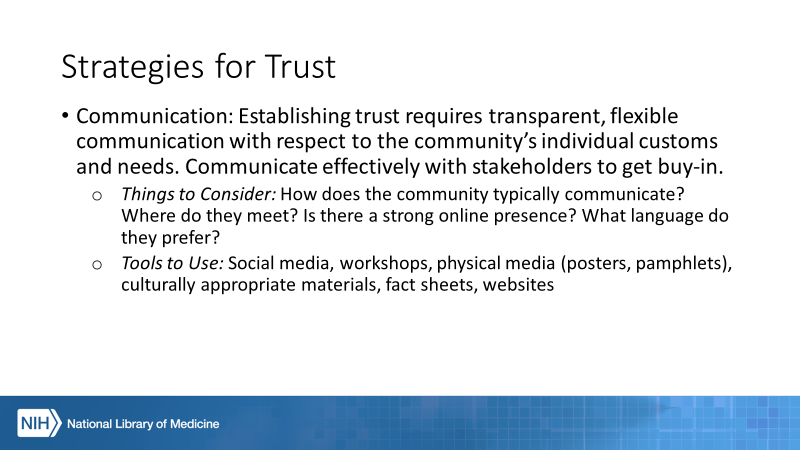 Strategies for Trust
• Communication: Establishing trust requires transparent, flexible
communication with respect to the community’s individual customs
and needs. Communicate effectively with stakeholders to get buy-in.
o Things to Consider: How does the community typically communicate?
Where do they meet? Is there a strong online presence? What language do
they prefer?
o Tools to Use: Social media, workshops, physical media (posters, pamphlets),
culturally appropriate materials, fact sheets, websites
NIH National Library of Medicine